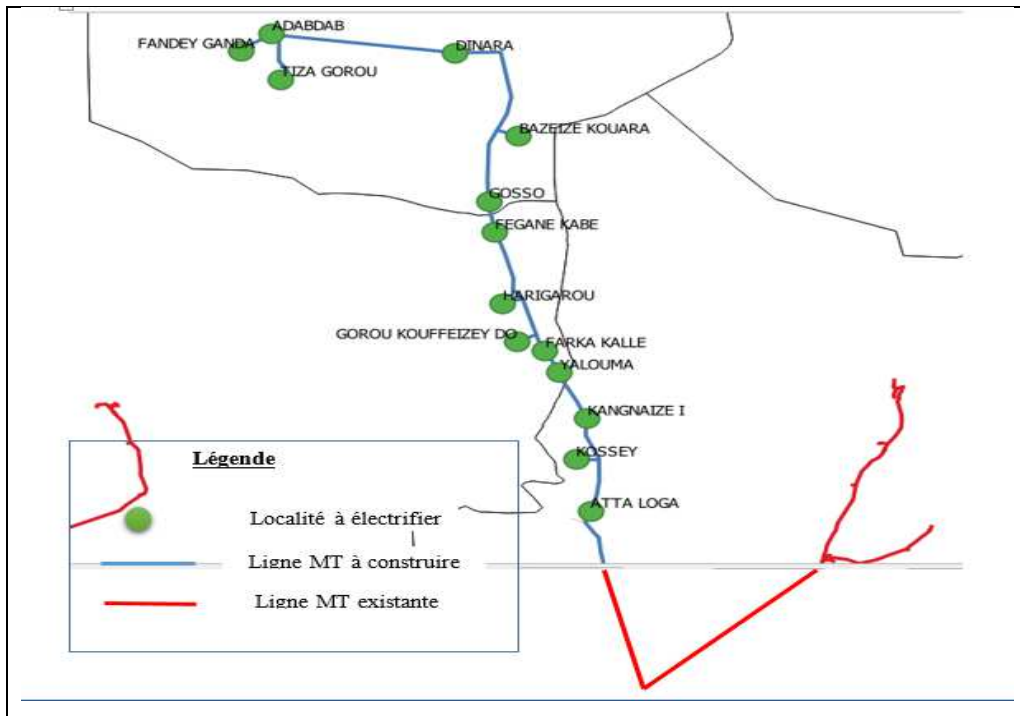 ADABDAB
FANDEY GANDA
DINARA
TIZA GOROU
BAZEIZE KOUARA
GOSSO
FEGANE KABE
HARIGAROU
GOROU KOUFFEIZEY DO
FARKA KALLE
YALOUMA
KANGNAIZE I
KOSSEY
ATTA LOGA
Légende
Localité à électrifier
Ligne MT à construire
Ligne MT existante